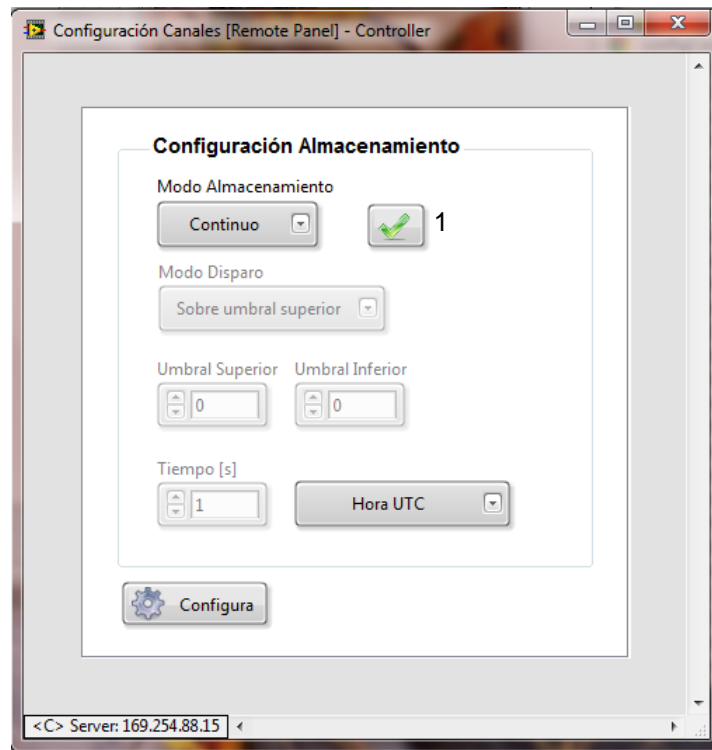 Configuración Canales [Remote Panel] - Controller
Configuración Almacenamiento
Modo Almacenamiento
Continuo
1
Modo Disparo
Sobre umbral superior
Umbral Superior Umbral Inferior
0 0
Tiempo [s]
1 Hora UTC
Configura
<C> Server: 169.254.88.15